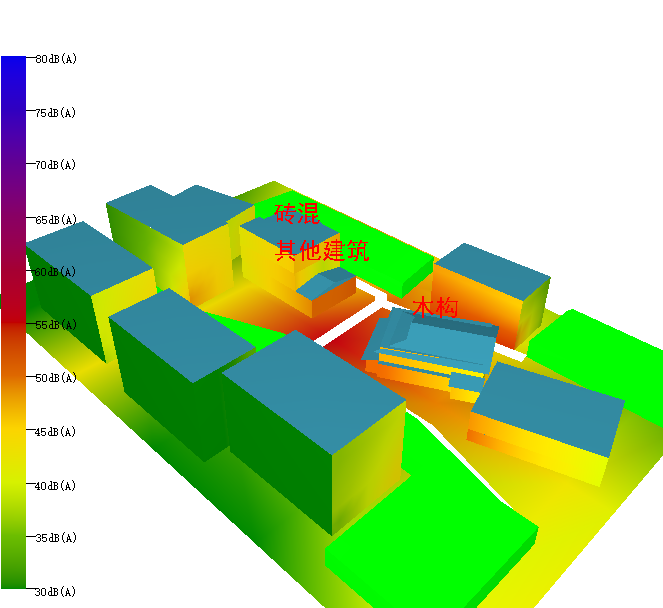 80dB(A)
75dB(A)
70dB(A)
65dB(A)
60dB(A)
55dB(A)
50dB(A)
45dB(A)
40dB(A)
35dB(A)
30dB(A)
砖混
其他建筑
木构